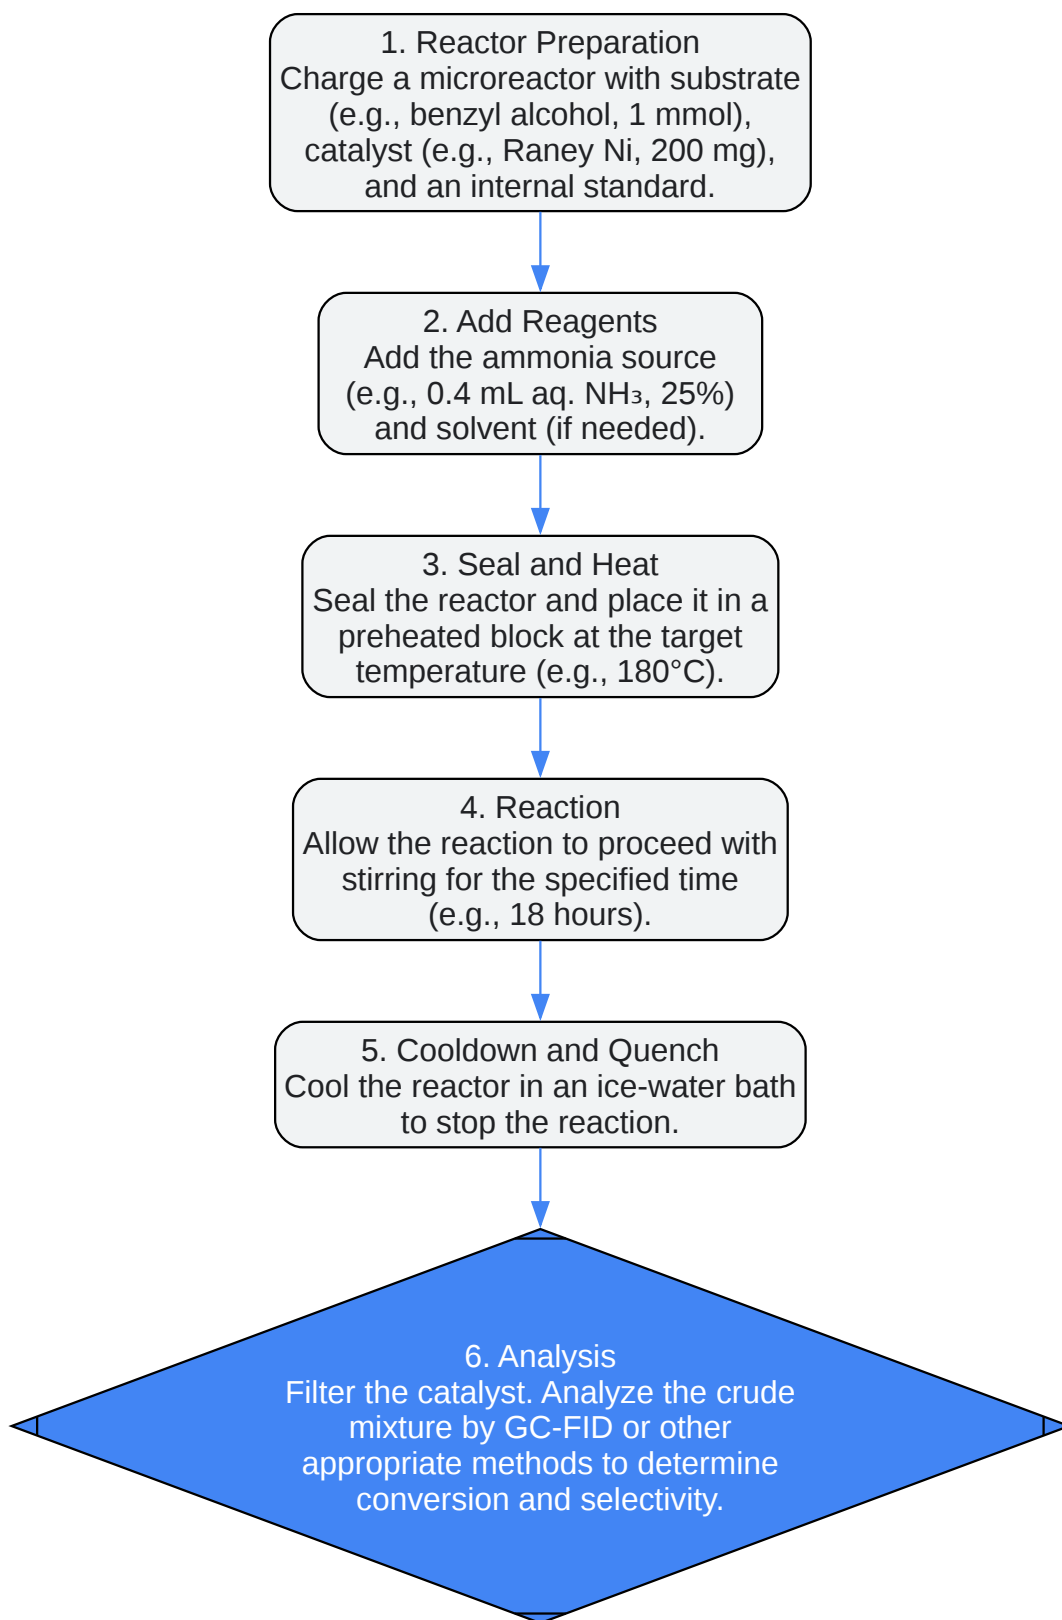 1. Reactor Preparation
Charge a microreactor with substrate
(e.g., benzyl alcohol, 1 mmol),
catalyst (e.g., Raney Ni, 200 mg),
and an internal standard.
2. Add Reagents
Add the ammonia source
(e.g., 0.4 mL aq. NH₃, 25%)
and solvent (if needed).
3. Seal and Heat
Seal the reactor and place it in a
preheated block at the target
temperature (e.g., 180°C).
4. Reaction
Allow the reaction to proceed with
stirring for the specified time
(e.g., 18 hours).
5. Cooldown and Quench
Cool the reactor in an ice-water bath
to stop the reaction.
6. Analysis
Filter the catalyst. Analyze the crude
mixture by GC-FID or other
appropriate methods to determine
conversion and selectivity.